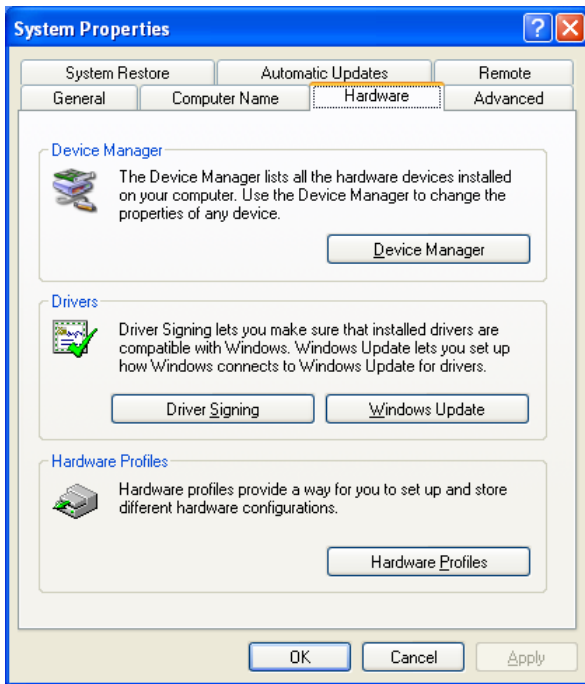 System Properties
System Restore
Automatic Updates
Remote
General
Computer Name
Hardware
Advanced
Device Manager
The Device Manager lists all the hardware devices installed
on your computer. Use the Device Manager to change the
properties of any device.
Device Manager
Drivers
Driver Signing lets you make sure that installed drivers are
compatible with Windows. Windows Update lets you set up
how Windows connects to Windows Update for drivers.
Driver Signing
Windows Update
Hardware Profiles
Hardware profiles provide a way for you to set up and store
different hardware configurations.
Hardware Profiles
OK
Cancel
Apply